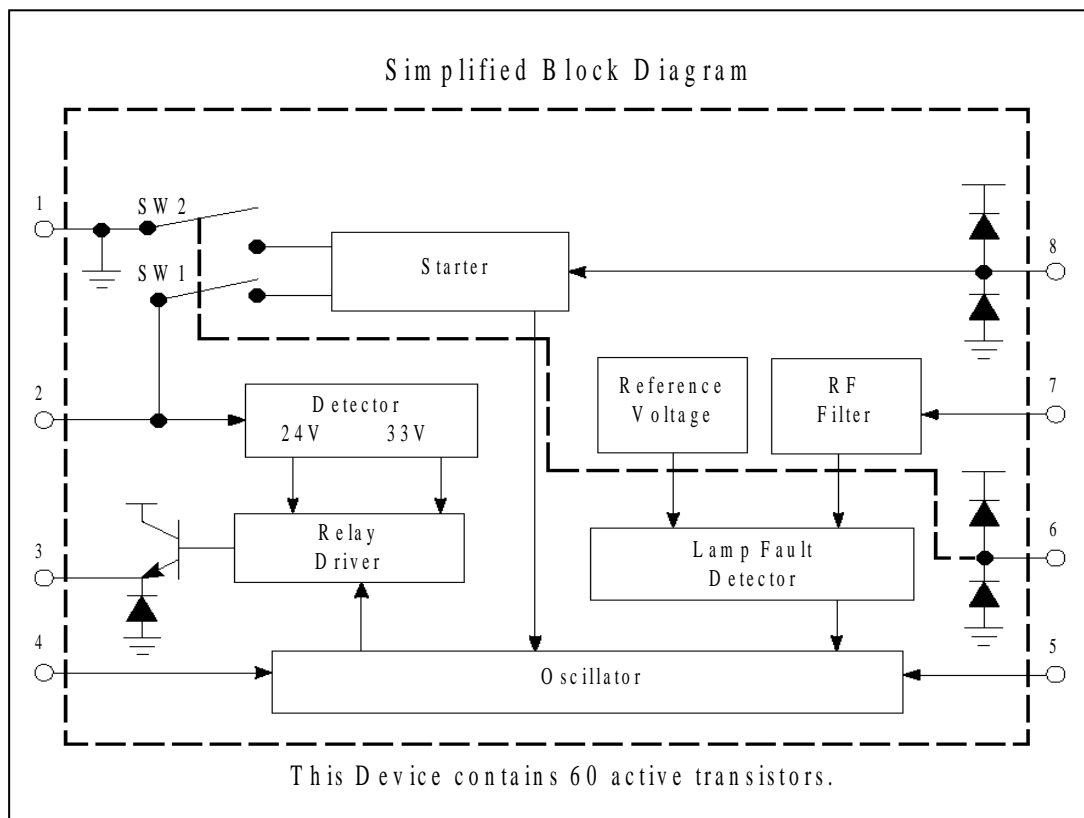 Simplified Block Diagram
1
SW2
Starter
8
SW1
2
Detector
24V 33V
Reference
Voltage
RF
Filter
7
3
Relay
Driver
Lamp Fault
Detector
6
4
Oscillator
5
This Device contains 60 active transistors.